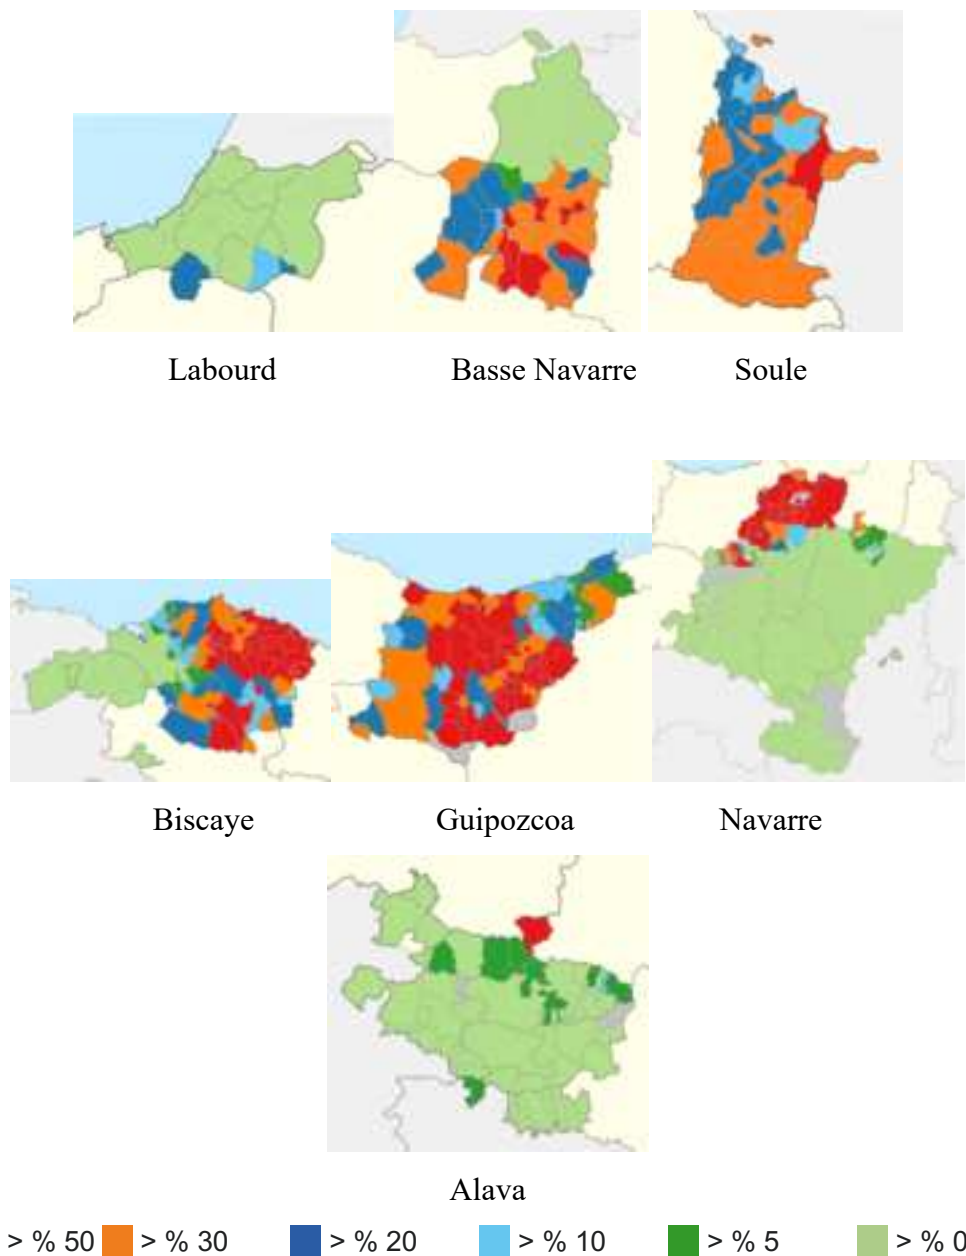 Labourd Basse Navarre Soule
Biscaye Guipozcoa Navarre
Alava
> % 50 > % 30 > % 20 > % 10 > % 5 > % 0